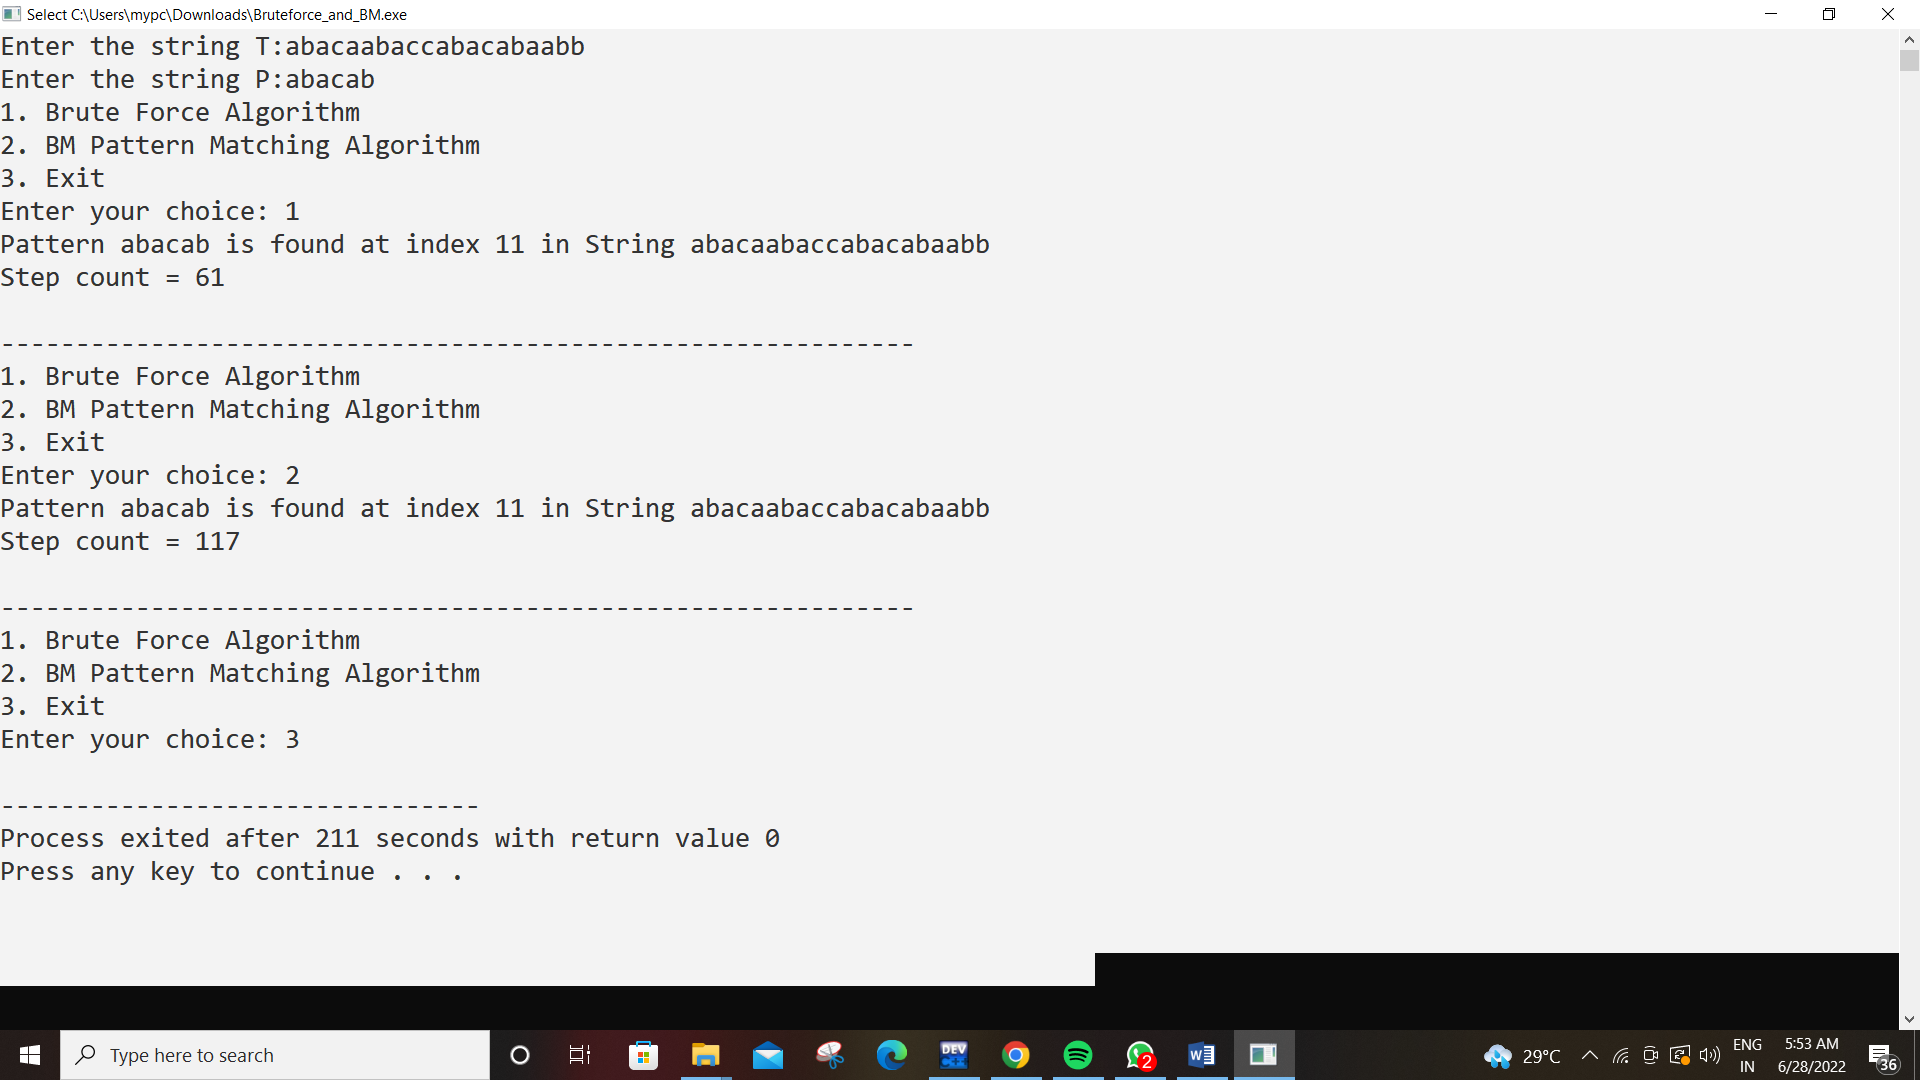 Select C:\Users\mypc\Downloads\Bruteforce_and_BM.exe
Enter the string T:abacaabaccabacabaabb
Enter the string P:abacab
1. Brute Force Algorithm
2. BM Pattern Matching Algorithm
3. Exit
Enter your choice: 1
Pattern abacab is found at index 11 in String abacaabaccabacabaabb
Step count = 61
-------------------------------------------------------------
1. Brute Force Algorithm
2. BM Pattern Matching Algorithm
3. Exit
Enter your choice: 2
Pattern abacab is found at index 11 in String abacaabaccabacabaabb
Step count = 117
-------------------------------------------------------------
1. Brute Force Algorithm
2. BM Pattern Matching Algorithm
3. Exit
Enter your choice: 3
--------------------------------
Process exited after 211 seconds with return value 0
Press any key to continue . . .
Type here to search
DEV
C++
2
W
29°C
ENG
IN
5:53 AM
6/28/2022
36